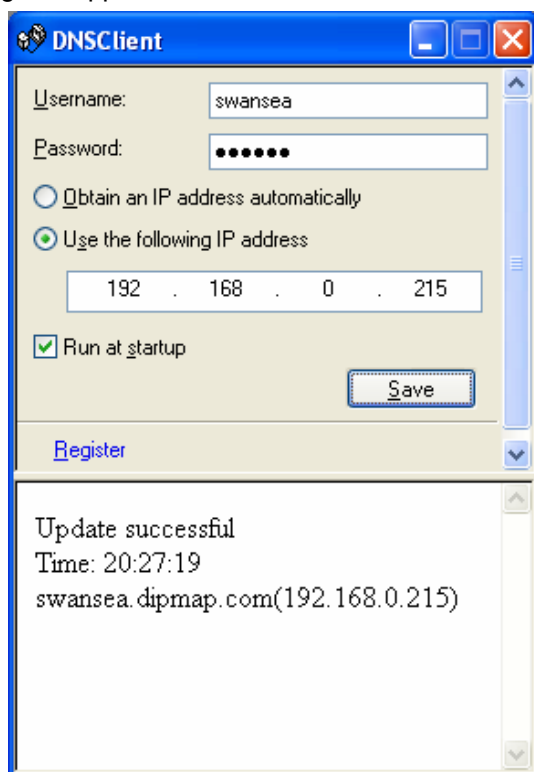 DNSClient
Username: swansea
Password: ●●●●●●
Obtain an IP address automatically
Use the following IP address
192 . 168 . 0 . 215
Run at startup
Save
Register
Update successful
Time: 20:27:19
swansea.dipmap.com(192.168.0.215)